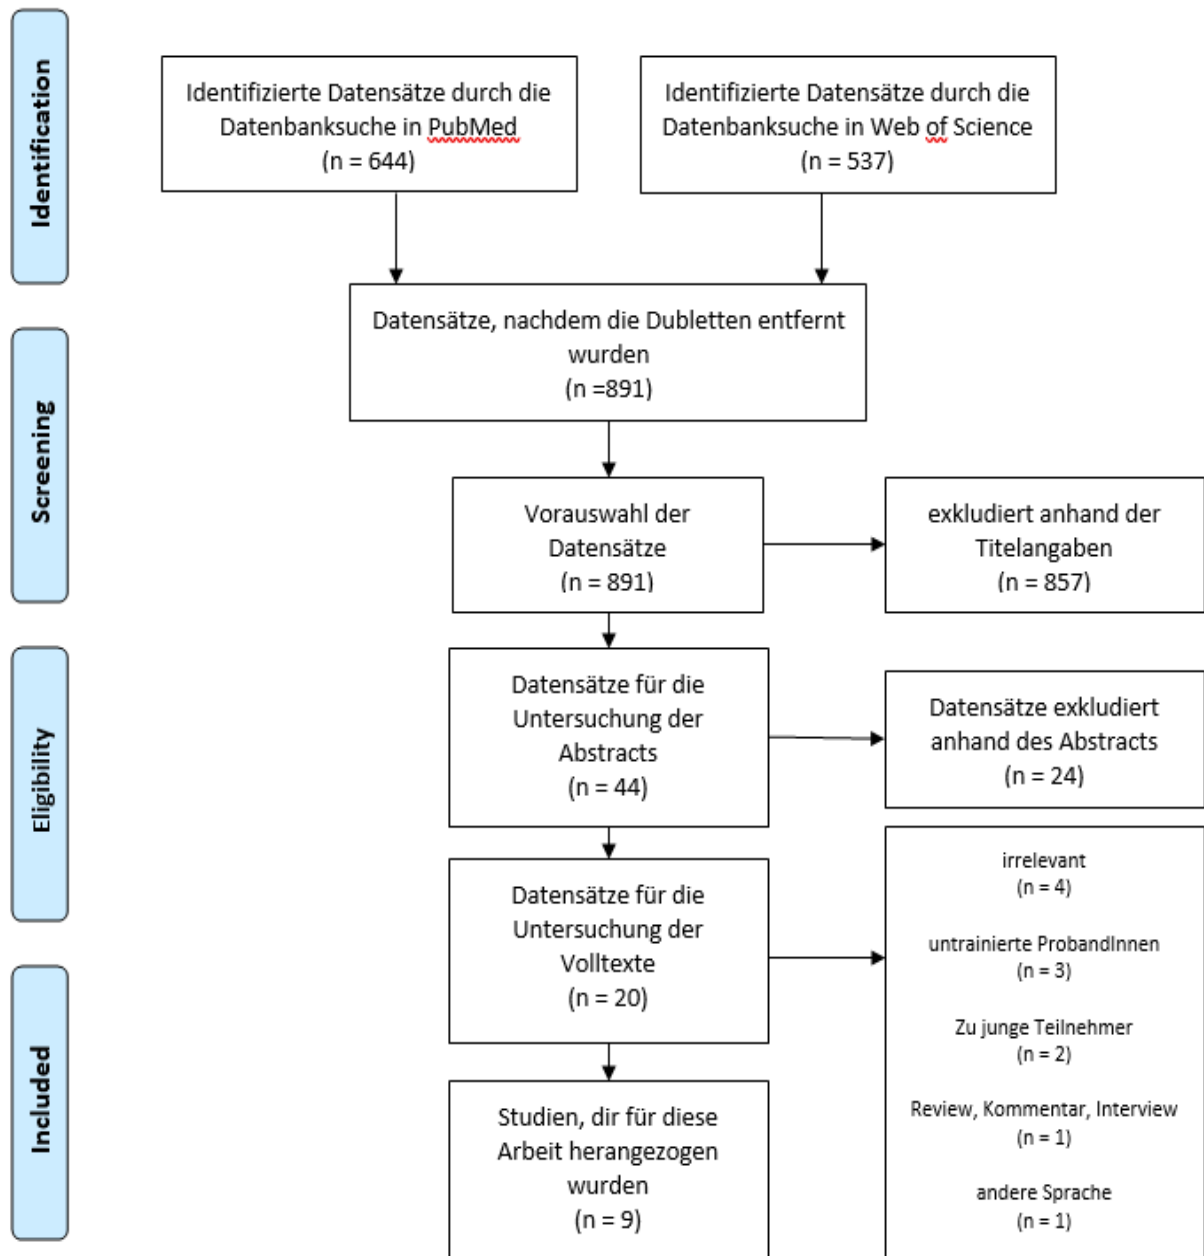 Identification
Identifizierte Datensätze durch die
Datenbanksuche in PubMed
(n = 644)
Identifizierte Datensätze durch die
Datenbanksuche in Web of Science
(n = 537)
Datensätze, nachdem die Dubletten entfernt
wurden
(n =891)
Screening
Vorauswahl der
Datensätze
(n = 891)
exkludiert anhand der
Titelangaben
(n = 857)
Eligibility
Datensätze für die
Untersuchung der
Abstracts
(n = 44)
Datensätze exkludiert
anhand des Abstracts
(n = 24)
Datensätze für die
Untersuchung der
Volltexte
(n = 20)
irrelevant
(n = 4)
untrainierte ProbandInnen
(n = 3)
Zu junge Teilnehmer
(n = 2)
Review, Kommentar, Interview
(n = 1)
andere Sprache
(n = 1)
Included
Studien, dir für diese
Arbeit herangezogen
wurden
(n = 9)